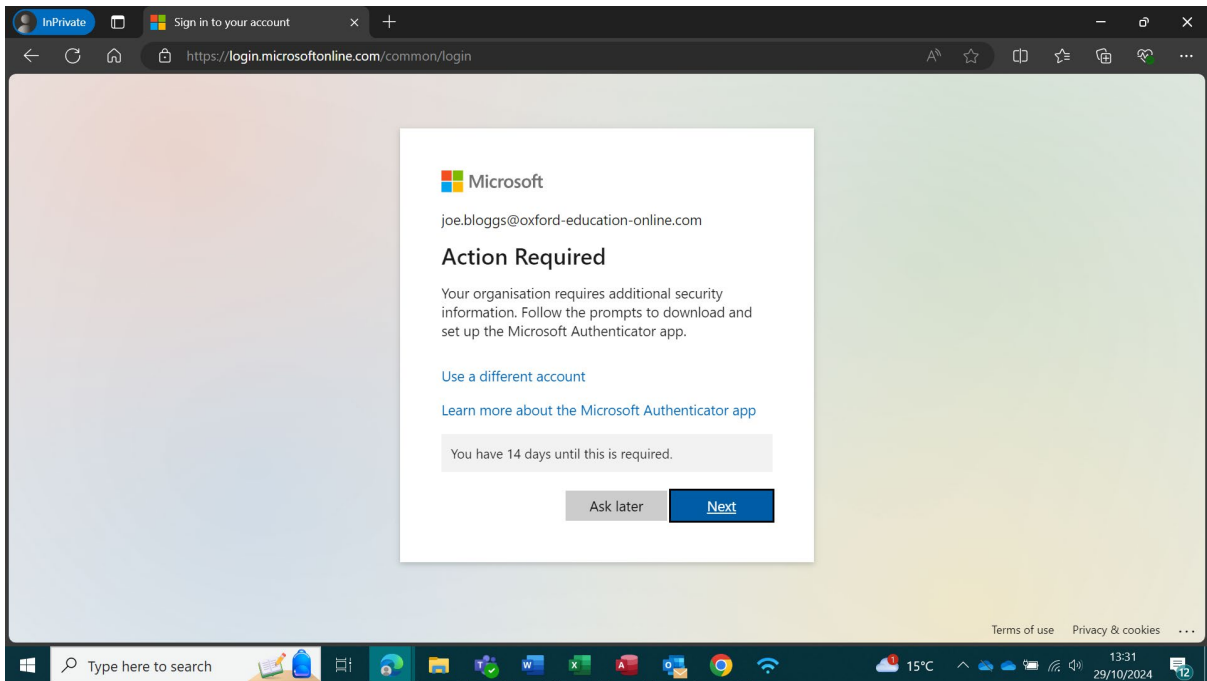 InPrivate
Sign in to your account
https://login.microsoftonline.com/common/login
Microsoft
joe.bloggs@oxford-education-online.com
Action Required
Your organisation requires additional security
information. Follow the prompts to download and
set up the Microsoft Authenticator app.
Use a different account
Learn more about the Microsoft Authenticator app
You have 14 days until this is required.
Ask later Next
Terms of use Privacy & cookies ...
Type here to search
15°C
13:31
29/10/2024
12